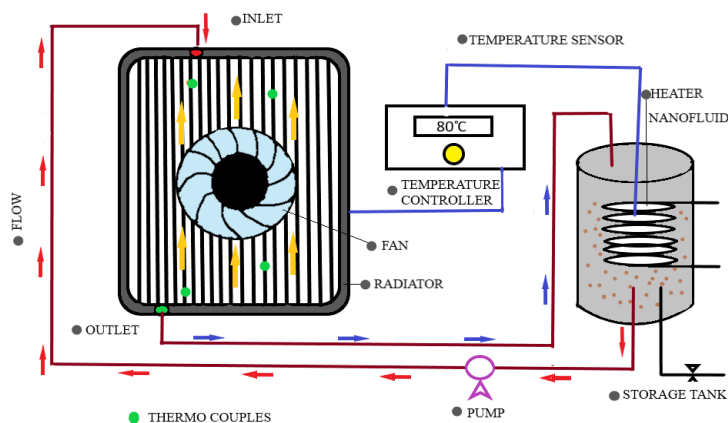 INLET
TEMPERATURE SENSOR
HEATER
NANOFLUID
80℃
TEMPERATURE
CONTROLLER
FLOW
FAN
RADIATOR
OUTLET
STORAGE TANK
PUMP
THERMO COUPLES